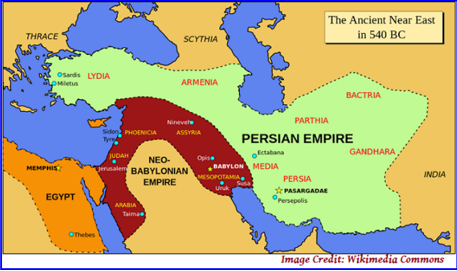 The Ancient Near East
in 540 BC
THRACE
SCYTHIA
Sardis
LYDIA
Miletus
ARMENIA
BACTRIA
PARTHIA
Nineveh
Sidon
PHOENICIA
ASSYRIA
Tyre
PERSIAN EMPIRE
GANDHARA
JUDAH
NEO-
BABYLONIAN
EMPIRE
Opis
Ectabana
BABYLON
MEDIA
Jerusalem
MESOPOTAMIA
INDIA
MEMPHIS
Susa
PERSIA
Uruk
PASARGADAE
EGYPT
Persepolis
ARABIA
Taima
Thebes
Image Credit: Wikimedia Commons